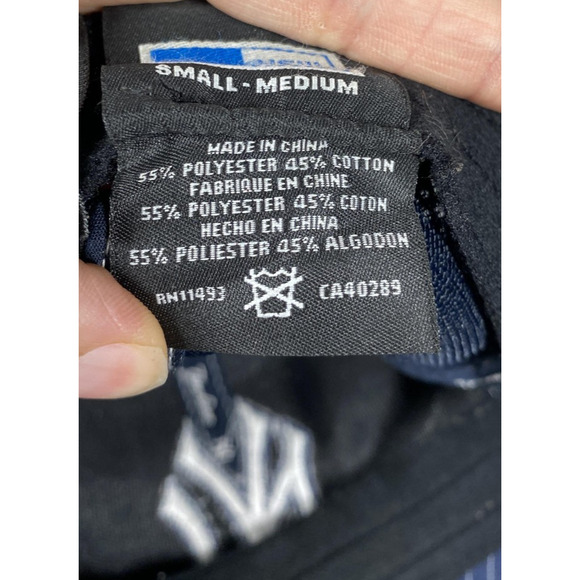 SMALL - MEDIUM
MADE IN CHINA
55% POLYESTER 45% COTTON
FABRIQUE EN CHINE
55% POLYESTER 45% COTON
HECHO EN CHINA
55% POLIESTER 45% ALGODON
RN11493 CA40289
NY